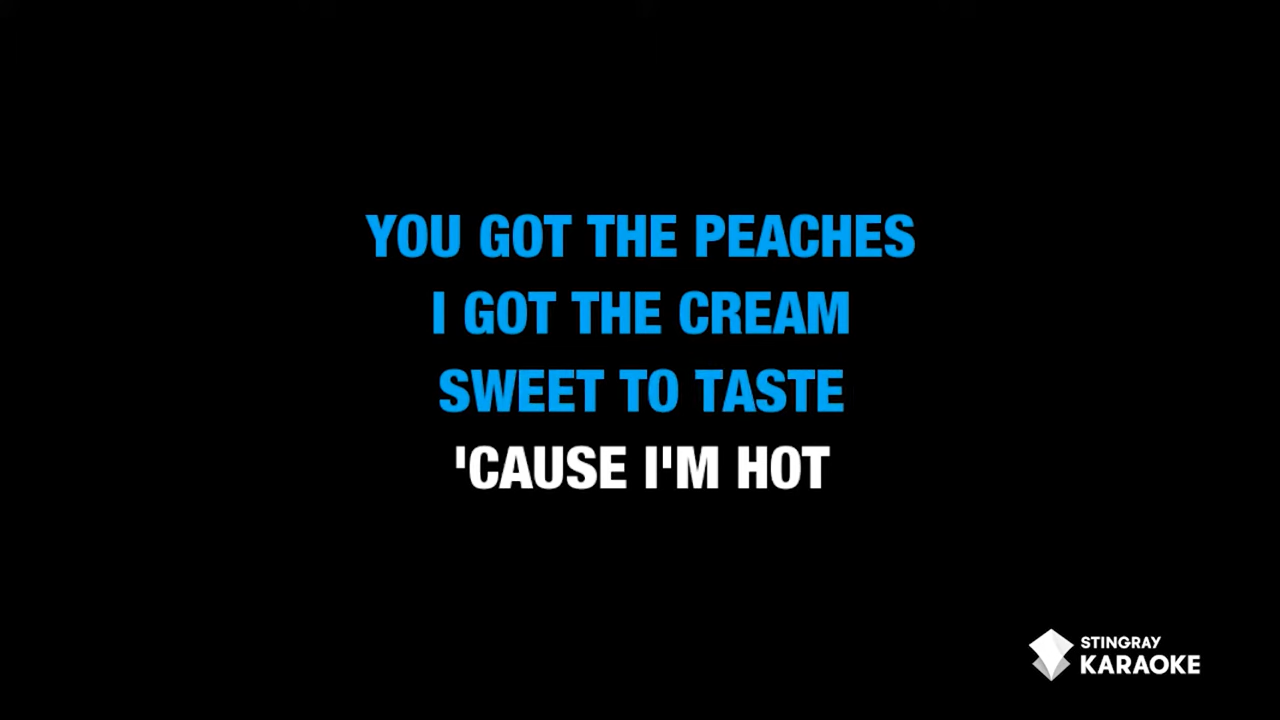 YOU GOT THE PEACHES
I GOT THE CREAM
SWEET TO TASTE
'CAUSE I'M HOT
STINGRAY
KARAOKE